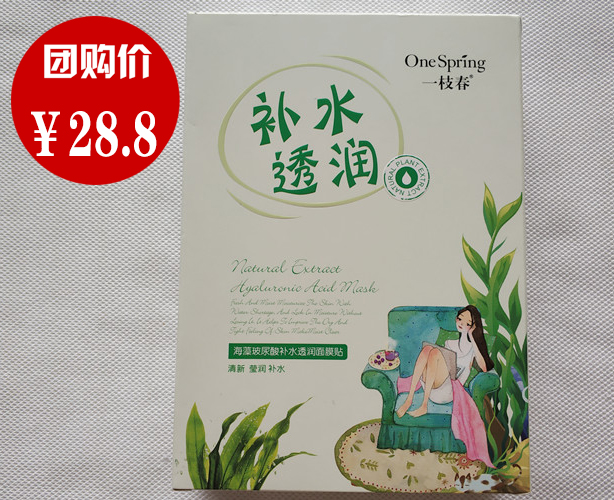 团购价
￥28.8
One Spring
一枝春®
补水
透润
NATURAL PLANT EXTRACT
Natural Extract
Hyaluronic Acid Mask
海藻玻尿酸补水透润面膜贴
清新 莹润 补水